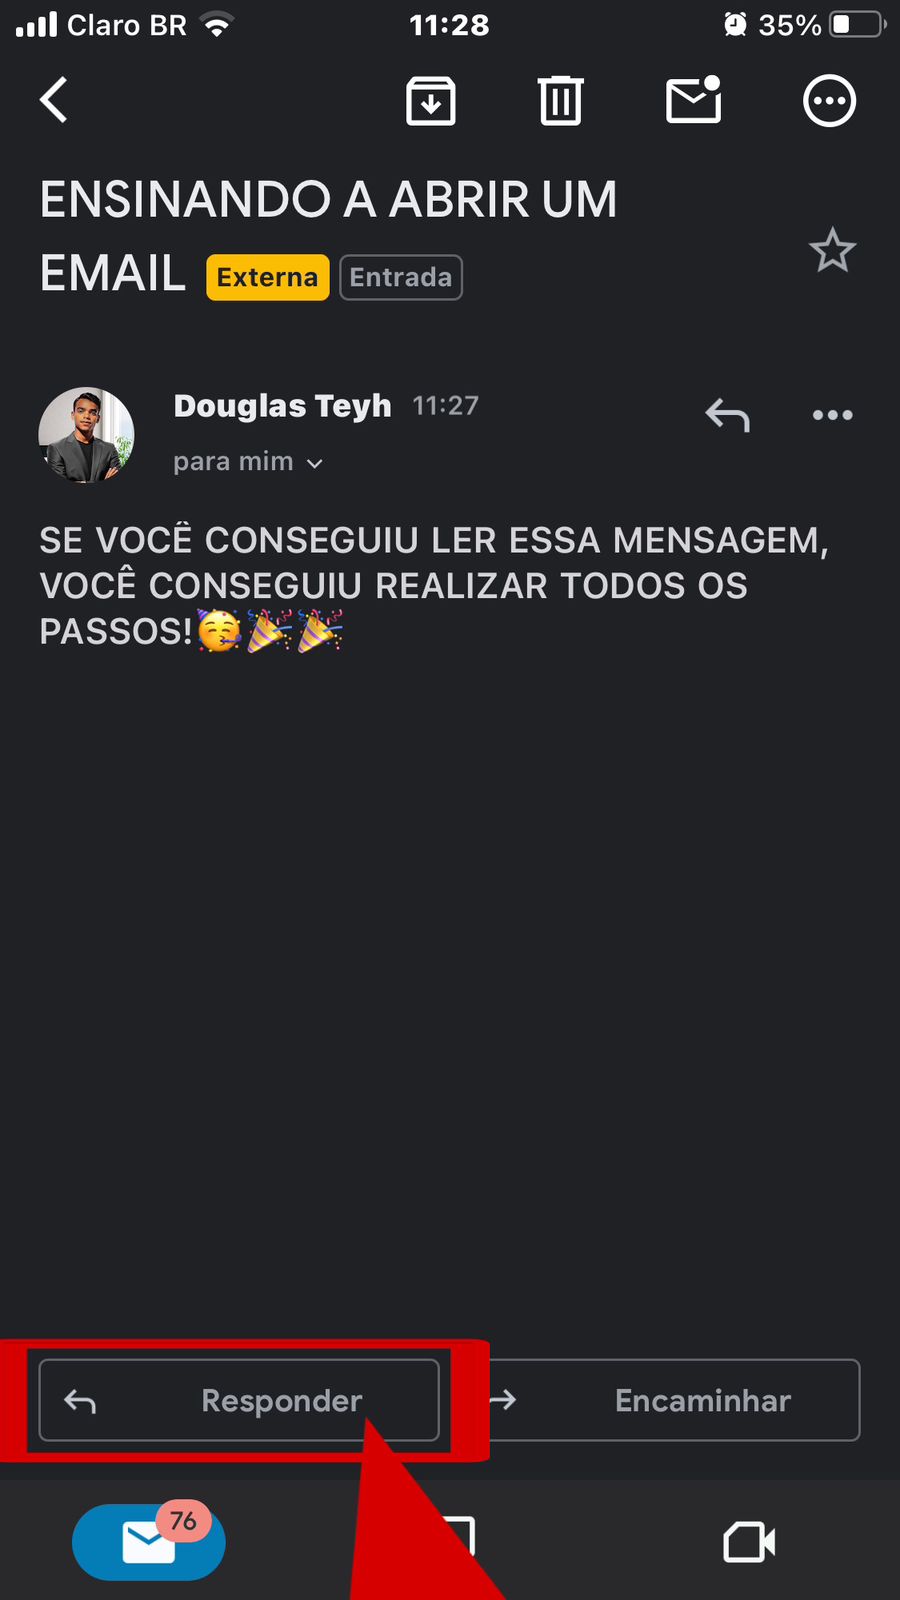 Claro BR 11:28 35%
ENSINANDO A ABRIR UM
EMAIL Externa Entrada
Douglas Teyh 11:27
para mim
SE VOCÊ CONSEGUIU LER ESSA MENSAGEM,
VOCÊ CONSEGUIU REALIZAR TODOS OS
PASSOS!🥳🎉🎉
Responder Encaminhar
76